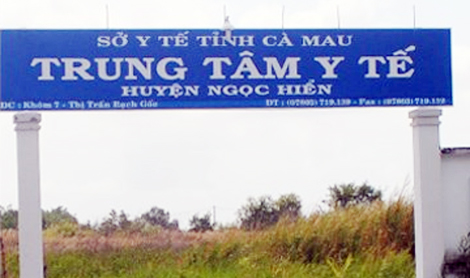 SỞ Y TẾ TỈNH CÀ MAU
TRUNG TÂM Y TẾ
HUYỆN NGỌC HIỂN
ĐC : Khóm 7 - Thị Trấn Rạch Gốc ĐT : (07803) 719.139 - Fax : (07803) 719.152